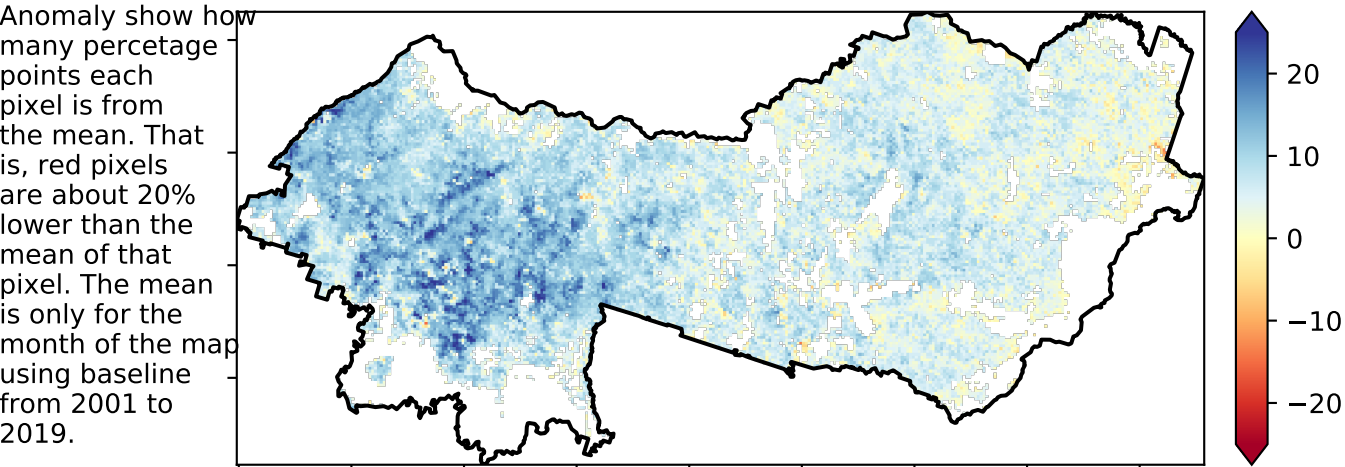 Anomaly show how
many percetage
points each
pixel is from
the mean. That
is, red pixels
are about 20%
lower than the
mean of that
pixel. The mean
is only for the
month of the map
using baseline
from 2001 to
2019.
20
10
0
−10
−20